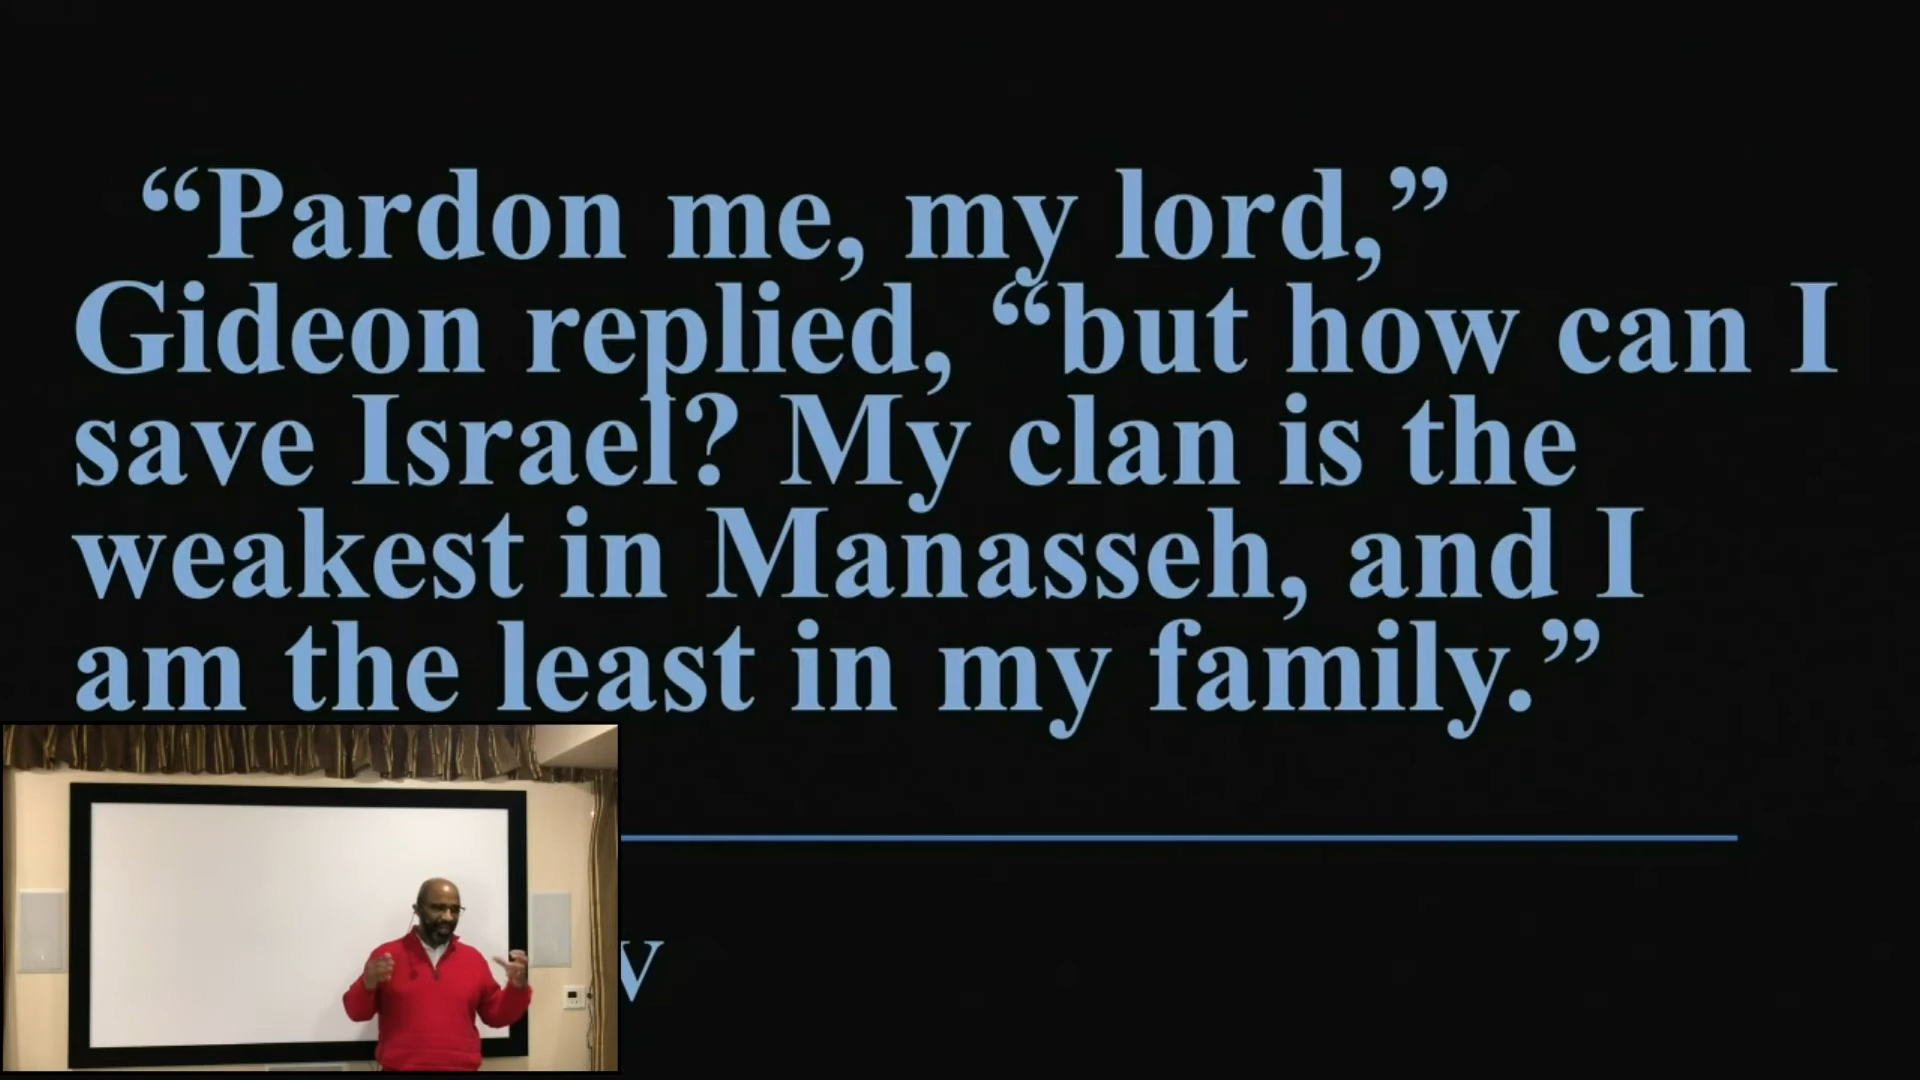 “Pardon me, my lord,”
Gideon replied, “but how can I
save Israel? My clan is the
weakest in Manasseh, and I
am the least in my family.”
V